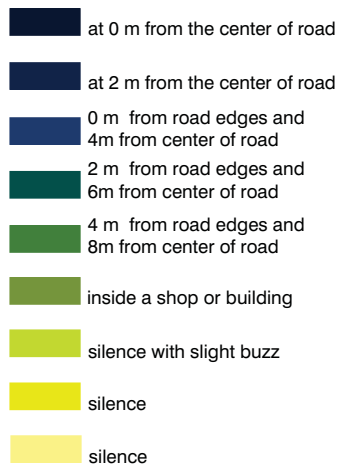 at 0 m from the center of road
at 2 m from the center of road
0 m from road edges and
4m from center of road
2 m from road edges and
6m from center of road
4 m from road edges and
8m from center of road
inside a shop or building
silence with slight buzz
silence
silence